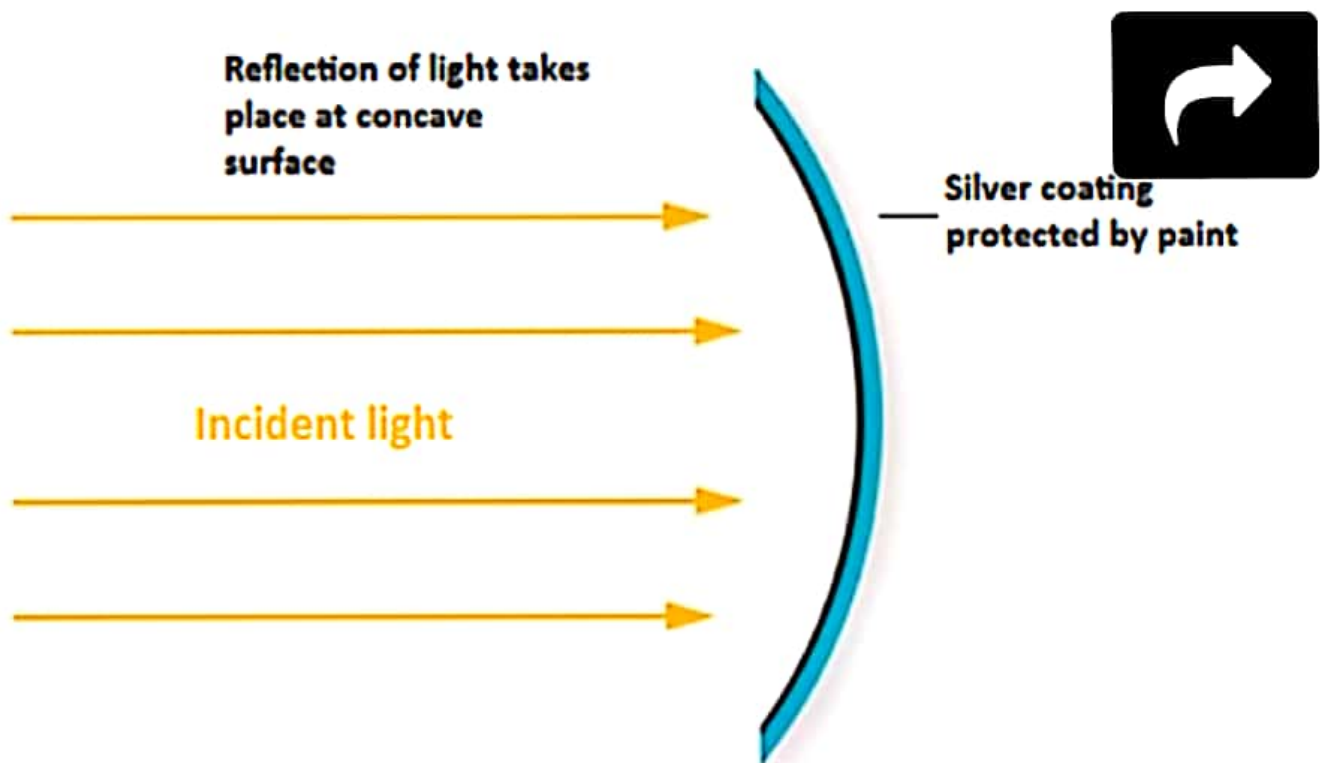 Reflection of light takes
place at concave
surface
Silver coating
protected by paint
Incident light